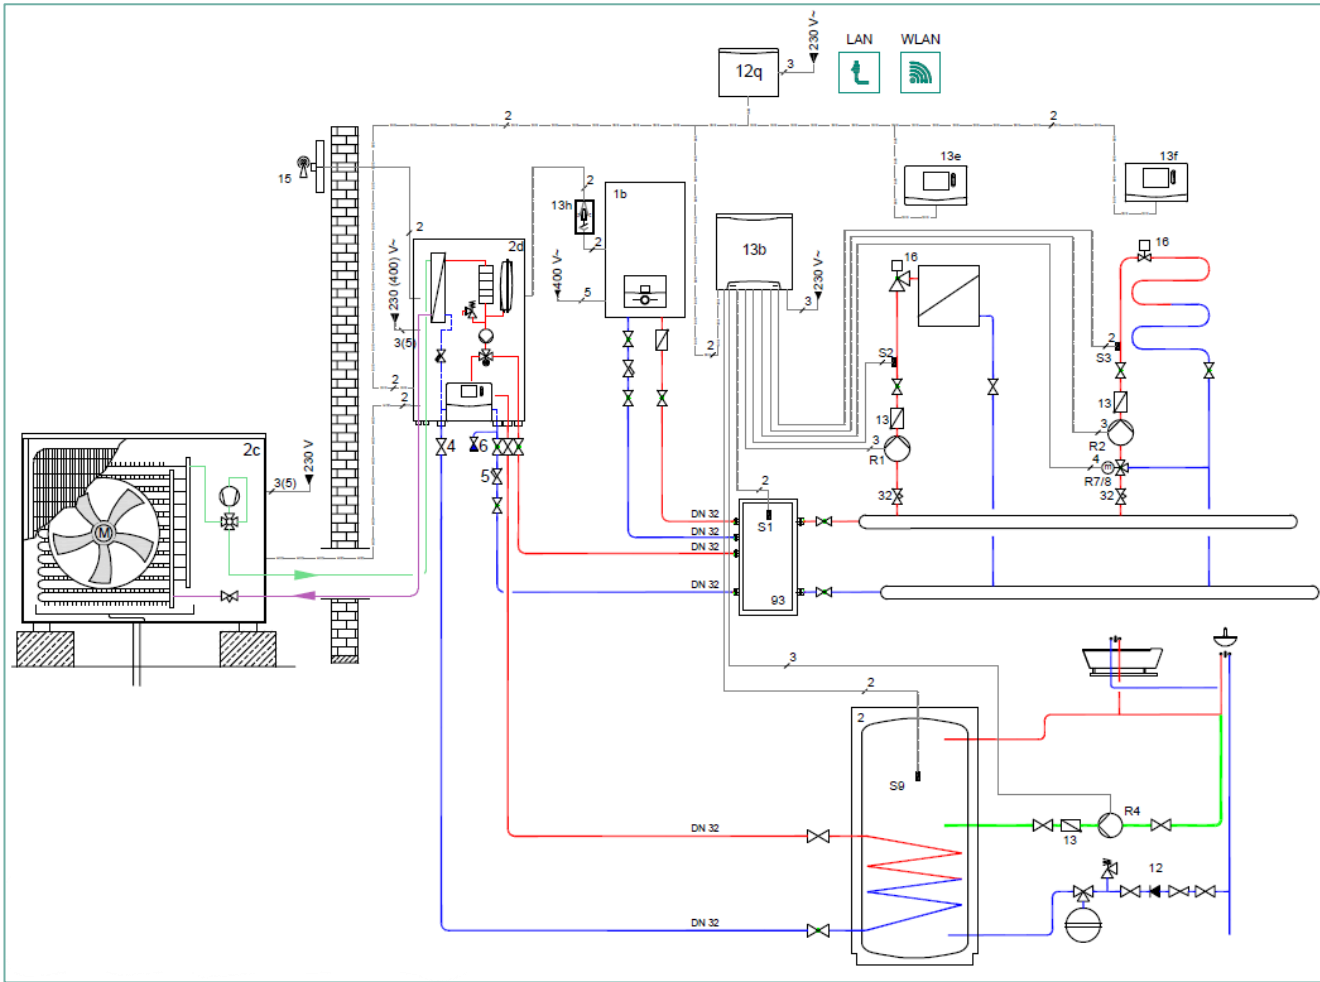 230 V~
LAN
WLAN
12q
3
2
2
15
13e
13f
2
13h
1b
2
2
2d
13b
400 V~
5
230 (400) V~
3(5)
230 V~
3
16
16
2
S2
2
S3
2
2
13
13
3
R1
3
R2
4
R7/8
32
32
4
6
5
2c
230 V
3(5)
M
DN 32
DN 32
DN 32
DN 32
2
S1
93
3
2
2
S9
R4
13
12
DN 32
DN 32